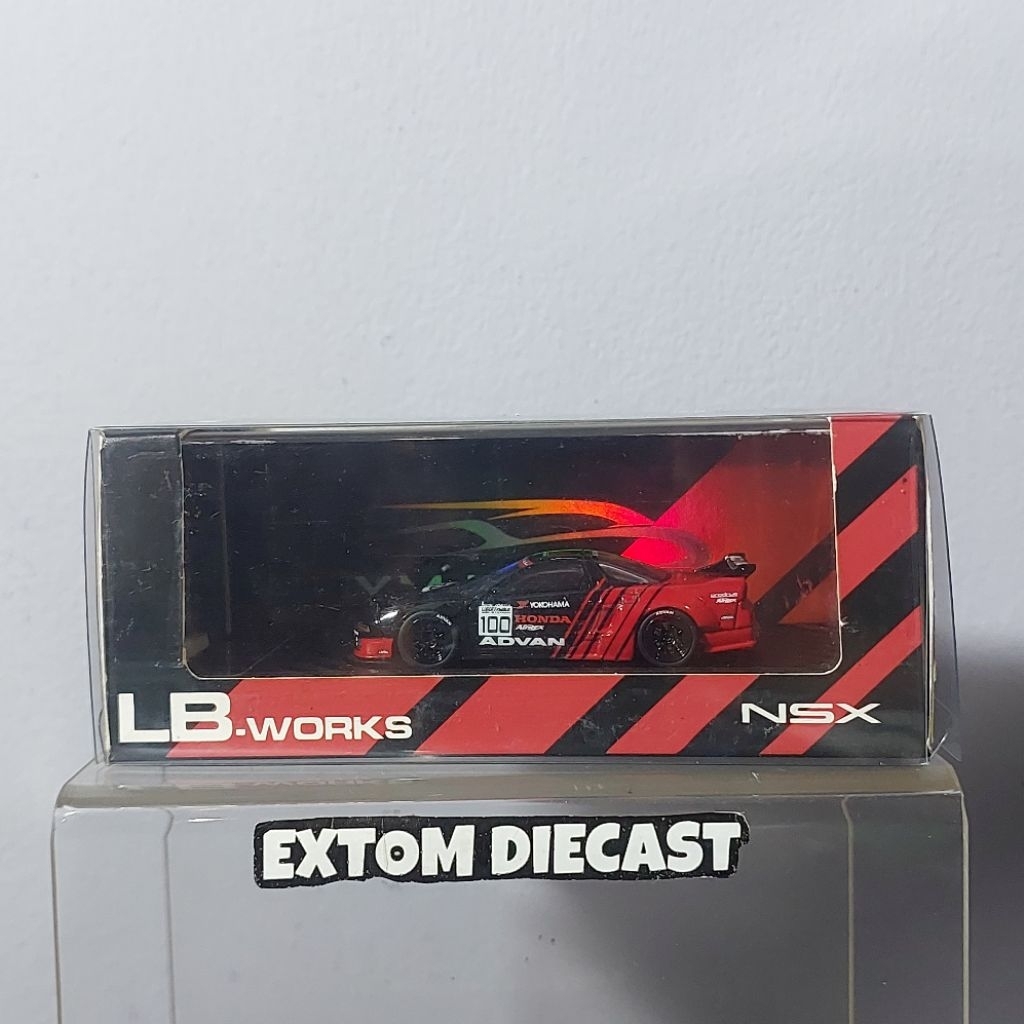 YOKOHAMA
100
HONDA
ADVAN
LB-WORKS
NSX
EXTOM DIECAST